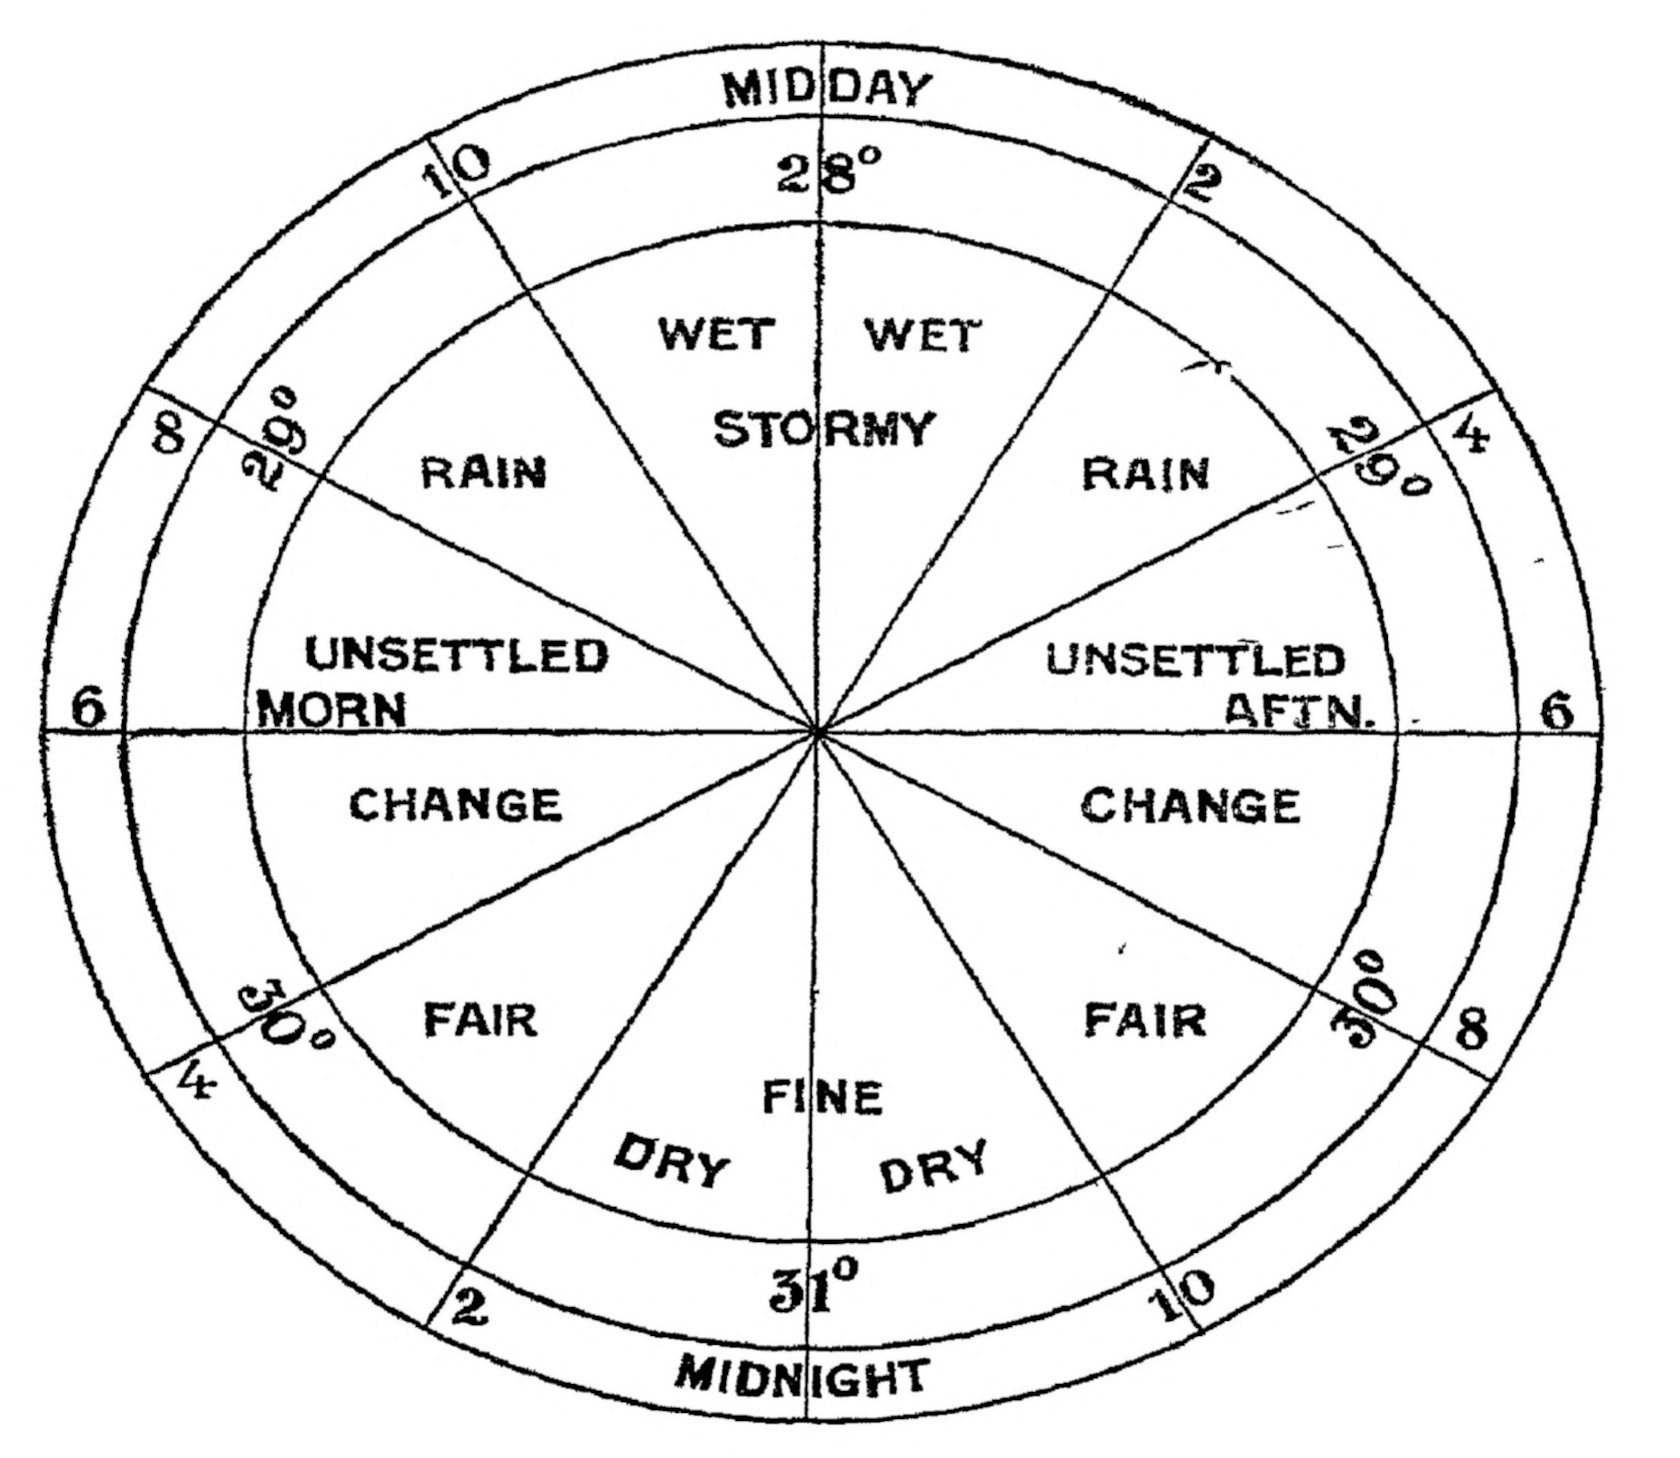 MIDDAY
10
28°
2
WET WET
STORMY
8
29°
RAIN
RAIN
29°
4
UNSETTLED
MORN
UNSETTLED
AFTN.
6
6
CHANGE
CHANGE
30°
4
FAIR
FAIR
30°
8
FINE
DRY DRY
2
31°
10
MIDNIGHT